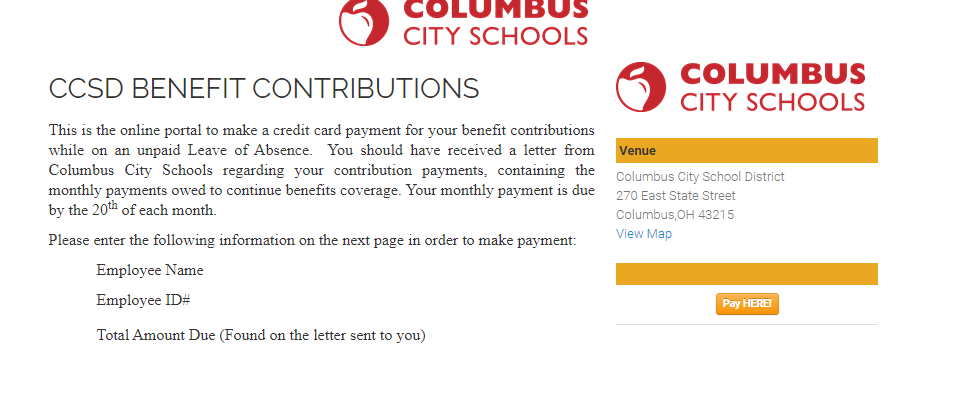 COLUMBUS
CITY SCHOOLS
CCSD BENEFIT CONTRIBUTIONS
This is the online portal to make a credit card payment for your benefit contributions
while on an unpaid Leave of Absence.  You should have received a letter from
Columbus City Schools regarding your contribution payments, containing the
monthly payments owed to continue benefits coverage. Your monthly payment is due
by the 20th of each month.
Please enter the following information on the next page in order to make payment:
Employee Name
Employee ID#
Total Amount Due (Found on the letter sent to you)
COLUMBUS
CITY SCHOOLS
Venue
Columbus City School District
270 East State Street
Columbus,OH 43215
View Map
Pay HERE!